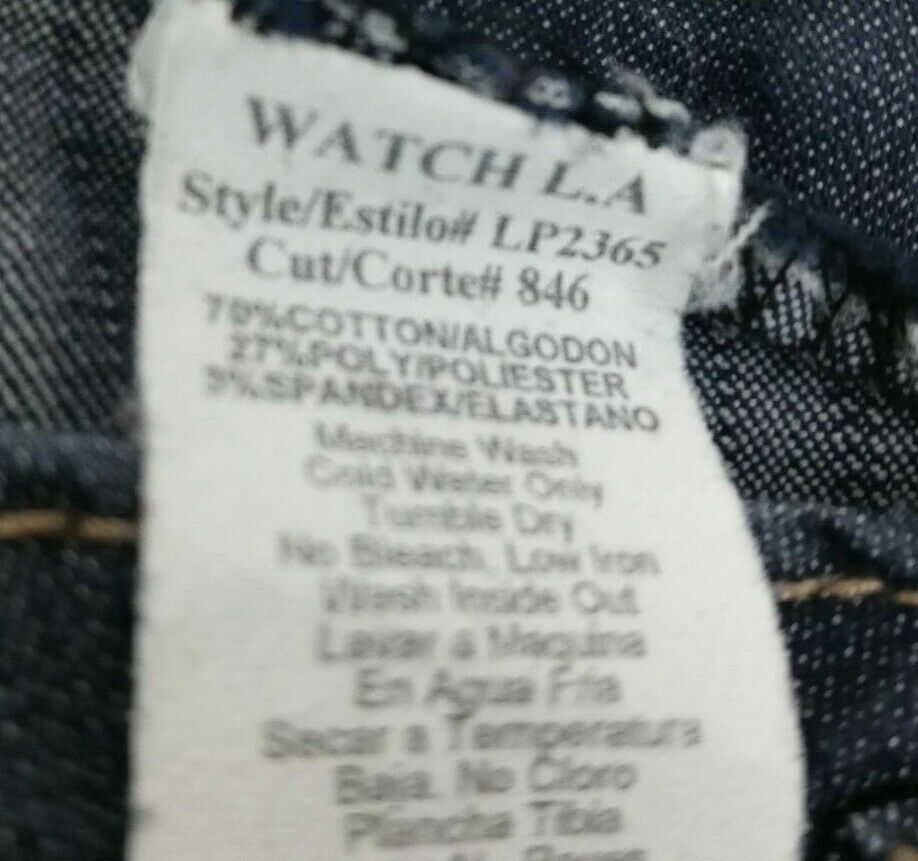 WATCH L.A
Style/Estilo# LP2365
Cut/Corte# 846
70%COTTON/ALGODON
27%POLY/POLIESTER
3%SPANDEX/ELASTANO
Machine Wash
Cold Water Only
Tumble Dry
No Bleach. Low Iron
Wash Inside Out
Lavar a Maquina
En Agua Fria
Secar a Temperatura
Baja. No Cloro
Plancha Tibia